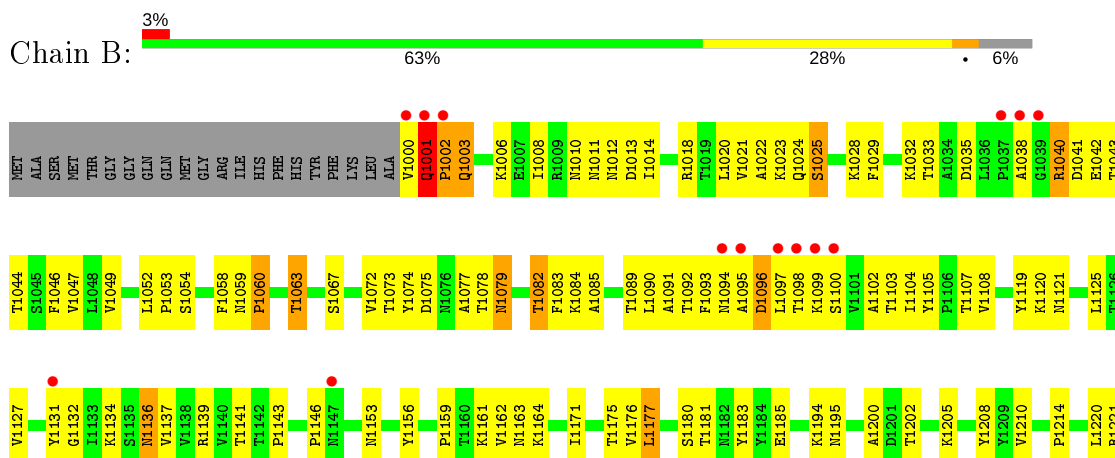 3%
Chain B:
63% 28% • 6%
MET ALA SER MET THR GLY GLY GLN GLN MET GLY ARG ILE HIS PHE HIS TYR PHE LYS LEU ALA V1000 Q1001 P1002 Q1003 K1006 E1007 I1008 R1009 N1010 N1011 N1012 D1013 I1014 R1018 T1019 L1020 V1021 A1022 K1023 Q1024 S1025 K1028 F1029 K1032 T1033 A1034 D1035 L1036 P1037 A1038 G1039 R1040 D1041 E1042 T1043
T1044 S1045 F1046 V1047 L1048 V1049 L1052 P1053 S1054 F1058 N1059 P1060 T1063 S1067 V1072 T1073 Y1074 D1075 N1076 A1077 T1078 N1079 T1082 F1083 K1084 A1085 T1089 L1090 A1091 T1092 F1093 N1094 A1095 D1096 L1097 T1098 K1099 S1100 V1101 A1102 T1103 I1104 Y1105 P1106 T1107 V1108 Y1119 K1120 N1121 L1125 T1126
V1127 Y1131 G1132 I1133 K1134 S1135 N1136 V1137 V1138 R1139 V1140 T1141 T1142 P1143 P1146 N1147 N1153 Y1156 P1159 T1160 K1161 V1162 N1163 K1164 I1171 T1175 V1176 L1177 S1180 T1181 N1182 Y1183 Y1184 E1185 K1194 N1195 A1200 D1201 T1202 K1205 Y1208 Y1209 V1210 P1214 L1220 R1221